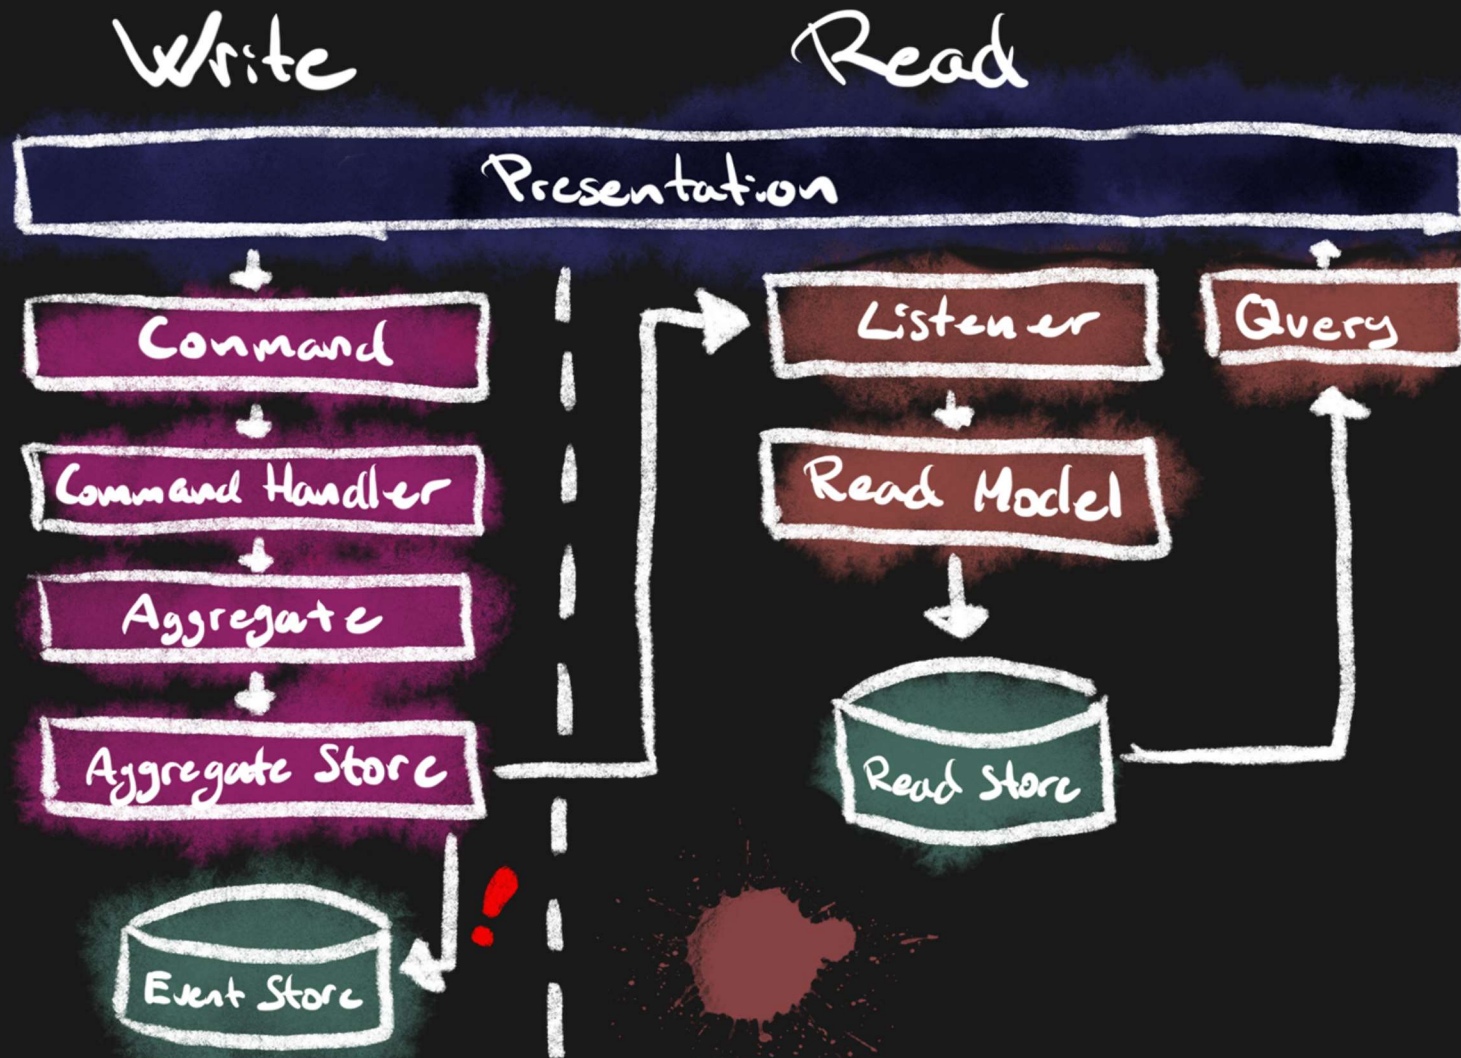 Write
Read
Presentation
Command
Command Handler
Aggregate
Aggregate Store
Event Store
!
Listener
Read Model
Read Store
Query